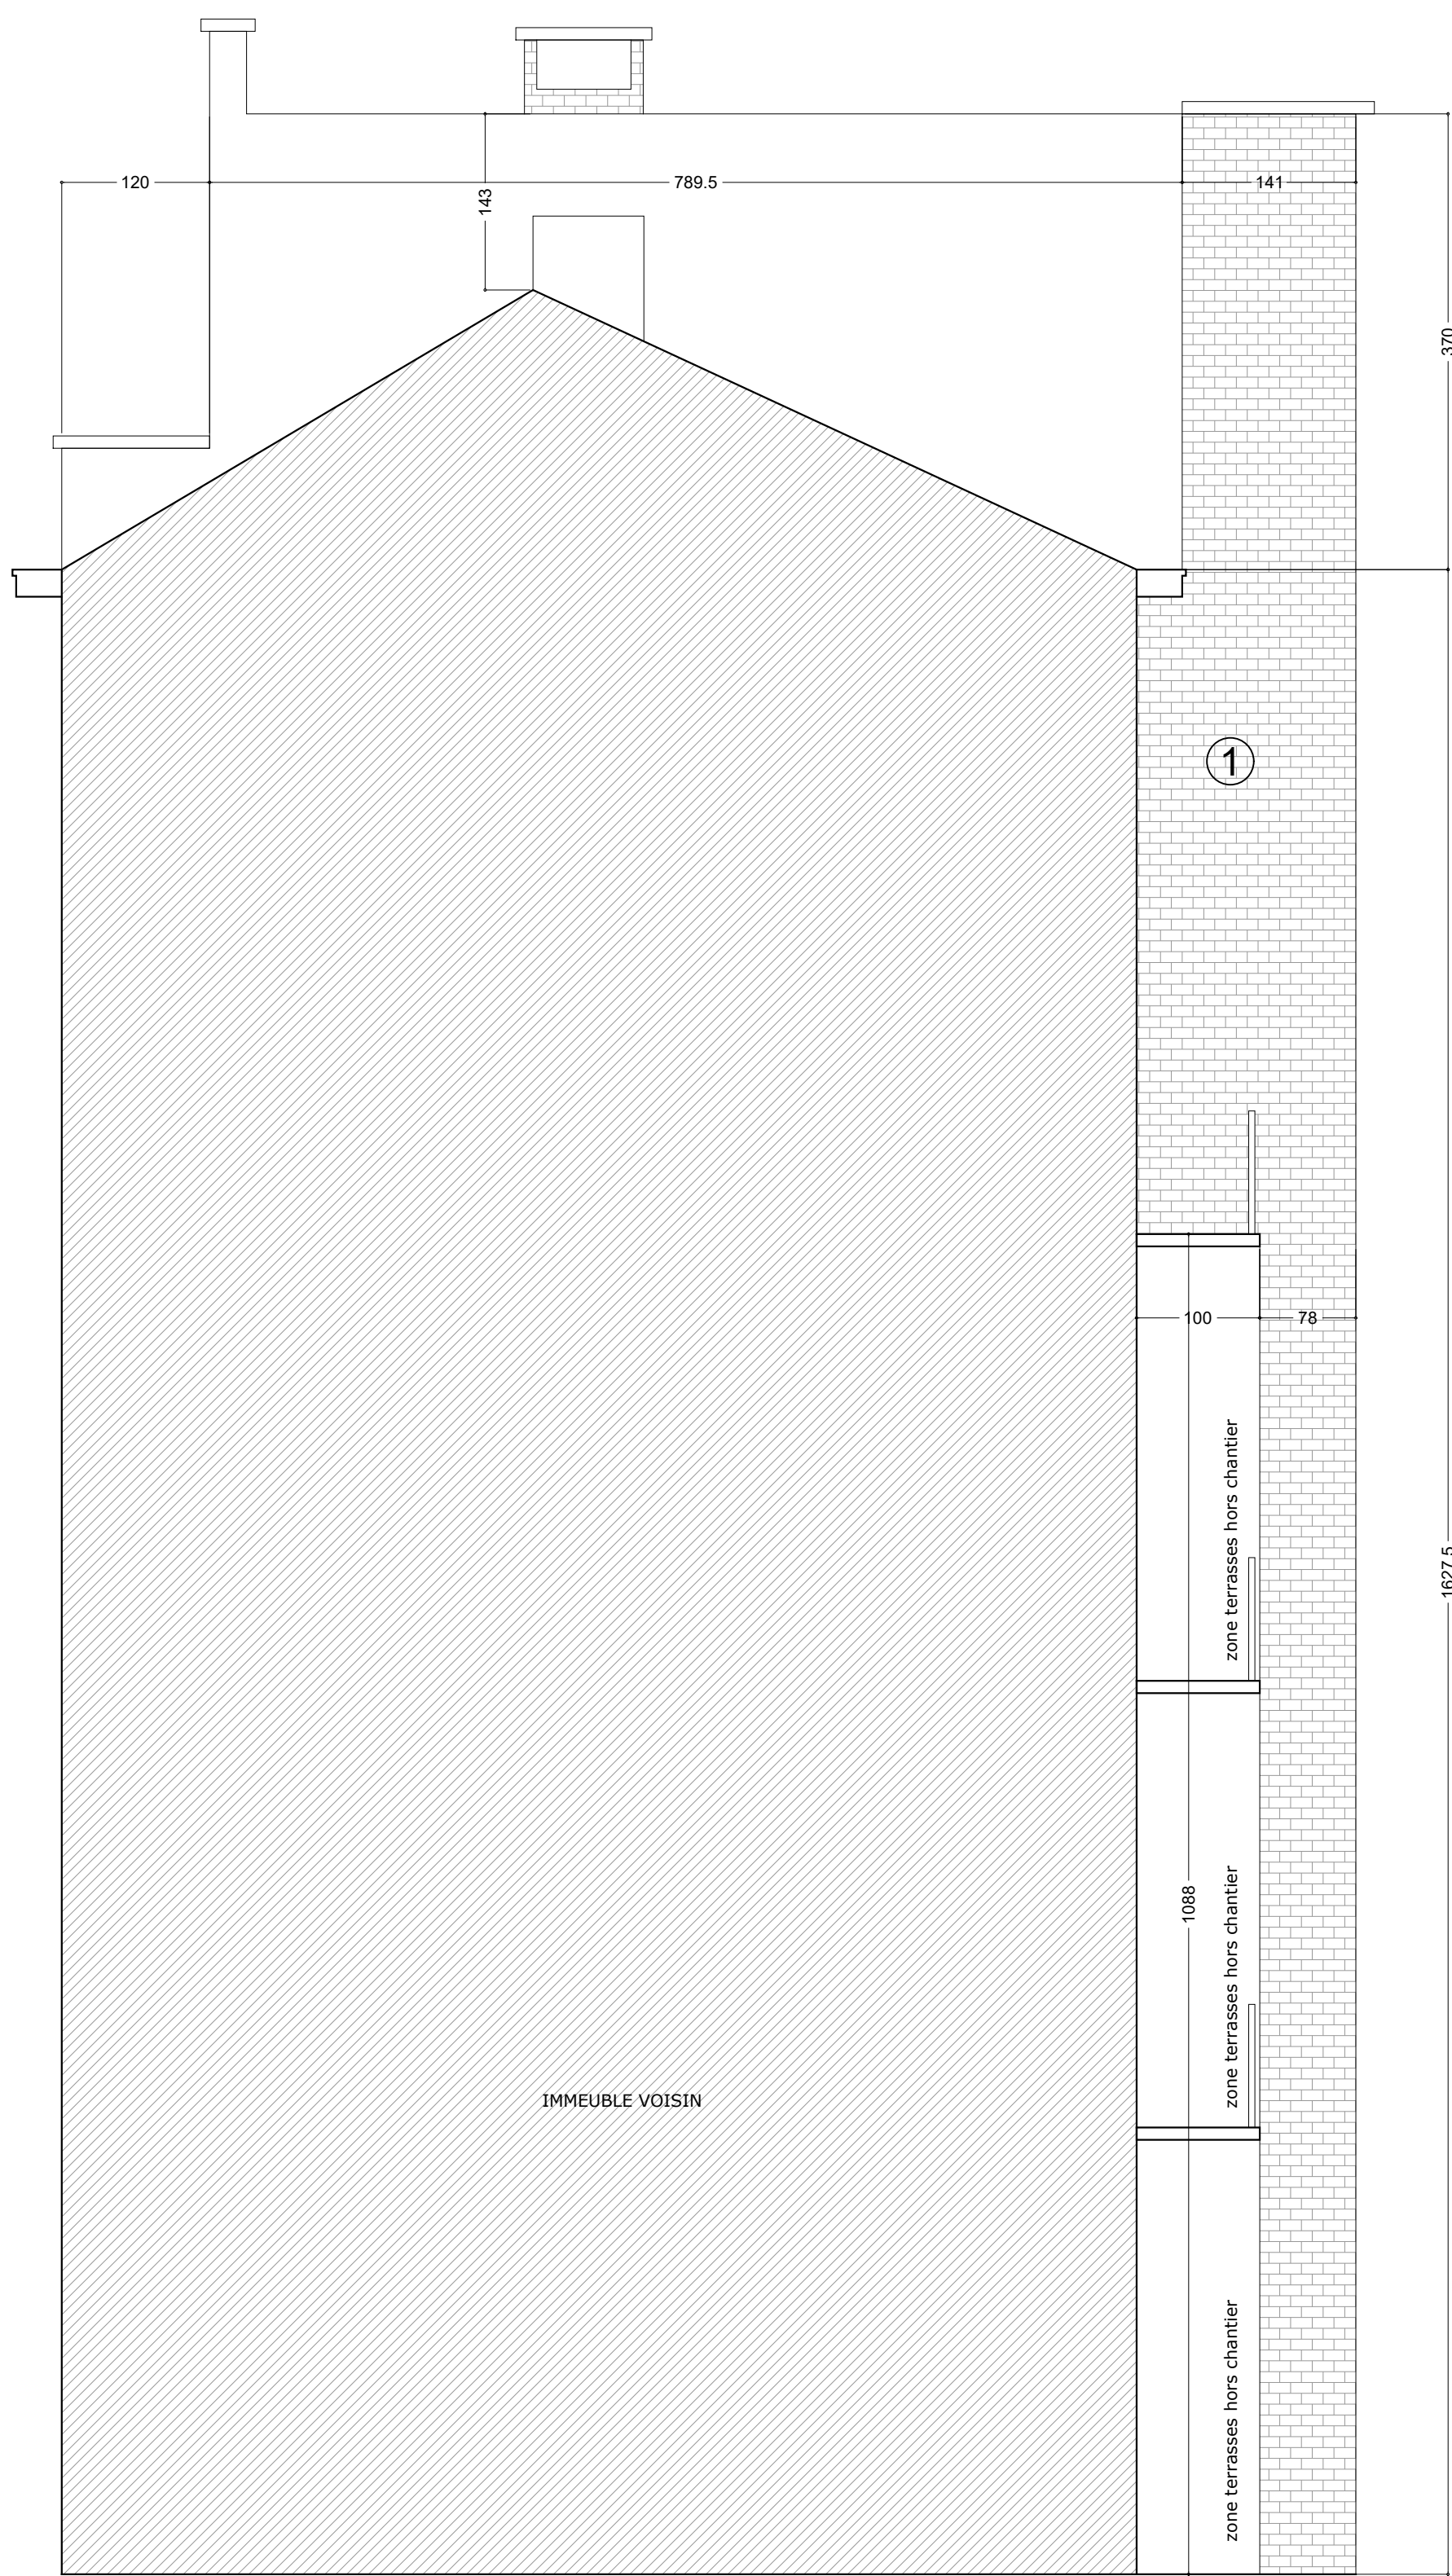 120
789.5
141
143
370
1
100
78
zone terrasses hors chantier
1627.5
zone terrasses hors chantier
1088
IMMEUBLE VOISIN
zone terrasses hors chantier